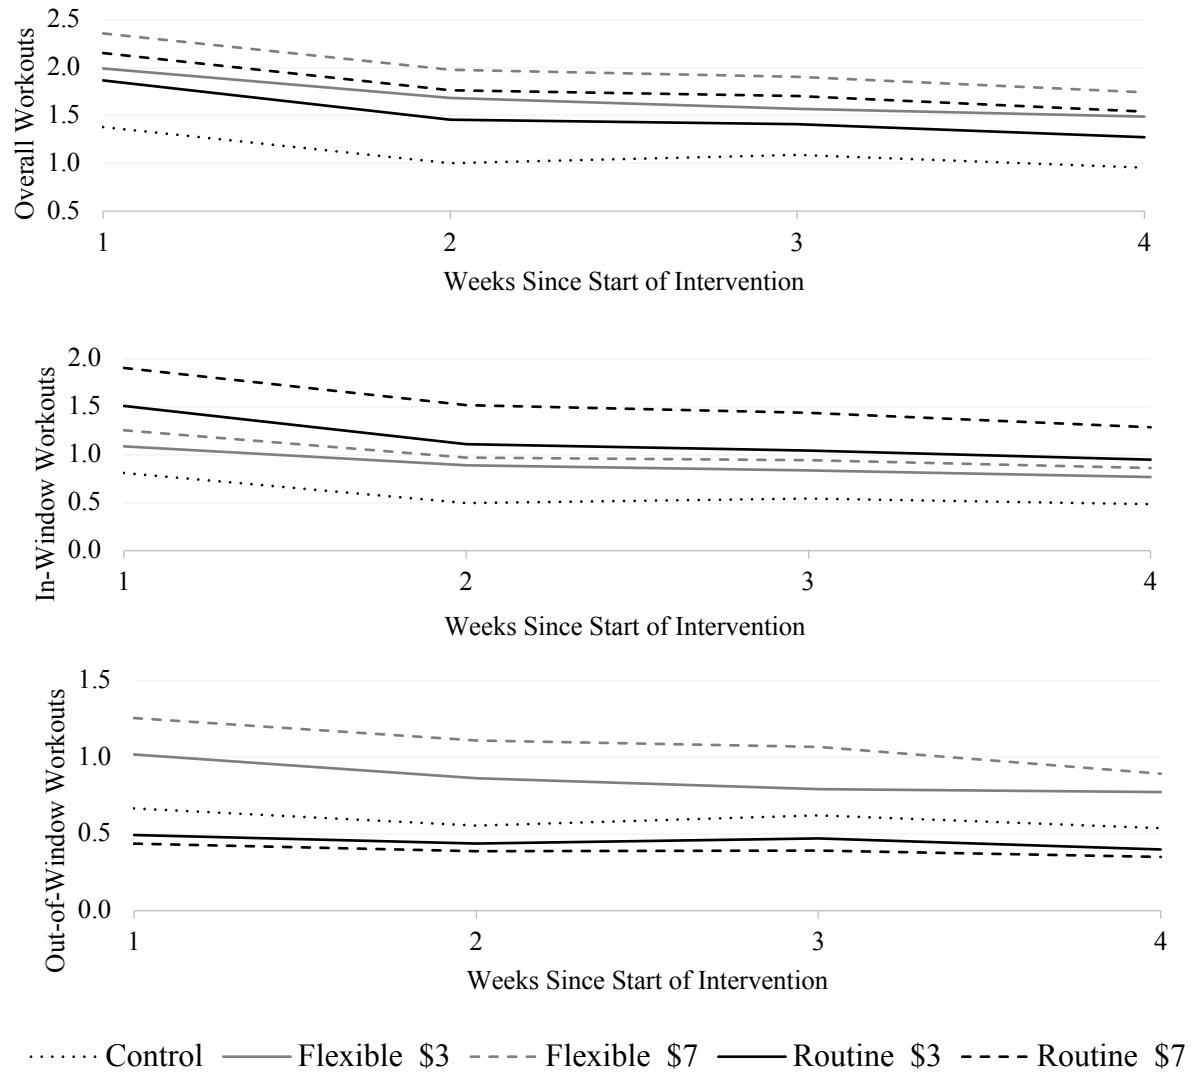 Overall Workouts
2.5
2.0
1.5
1.0
0.5
1 2 3 4
Weeks Since Start of Intervention
In-Window Workouts
2.0
1.5
1.0
0.5
0.0
1 2 3 4
Weeks Since Start of Intervention
Out-of-Window Workouts
1.5
1.0
0.5
0.0
1 2 3 4
Weeks Since Start of Intervention
Control Flexible $3 Flexible $7 Routine $3 Routine $7